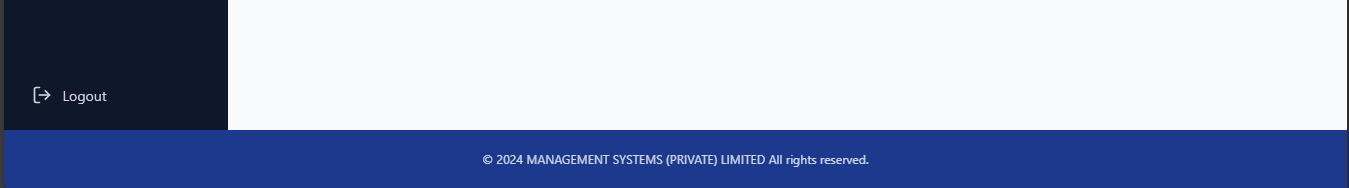 Logout
© 2024 MANAGEMENT SYSTEMS (PRIVATE) LIMITED All rights reserved.